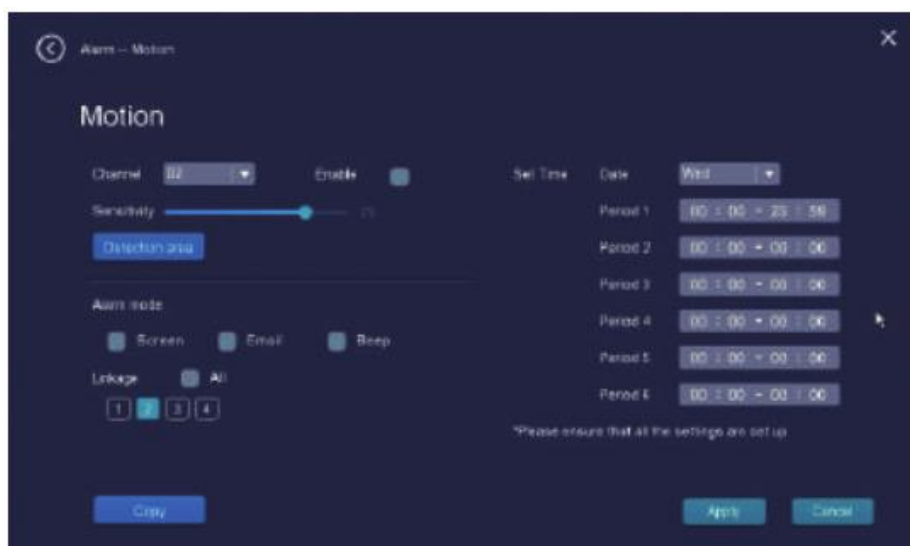 Alarm -- Motion
Motion
Channel 02 Enable
Sensitivity
Detection area
Alarm mode
Screen Email Beep
Linkage All
1 2 3 4
Copy
Set Time Date Wed
Period 1 00 : 00 - 23 : 59
Period 2 00 : 00 - 00 : 00
Period 3 00 : 00 - 00 : 00
Period 4 00 : 00 - 00 : 00
Period 5 00 : 00 - 00 : 00
Period 6 00 : 00 - 00 : 00
*Please ensure that all the settings are set up
Apply Cancel